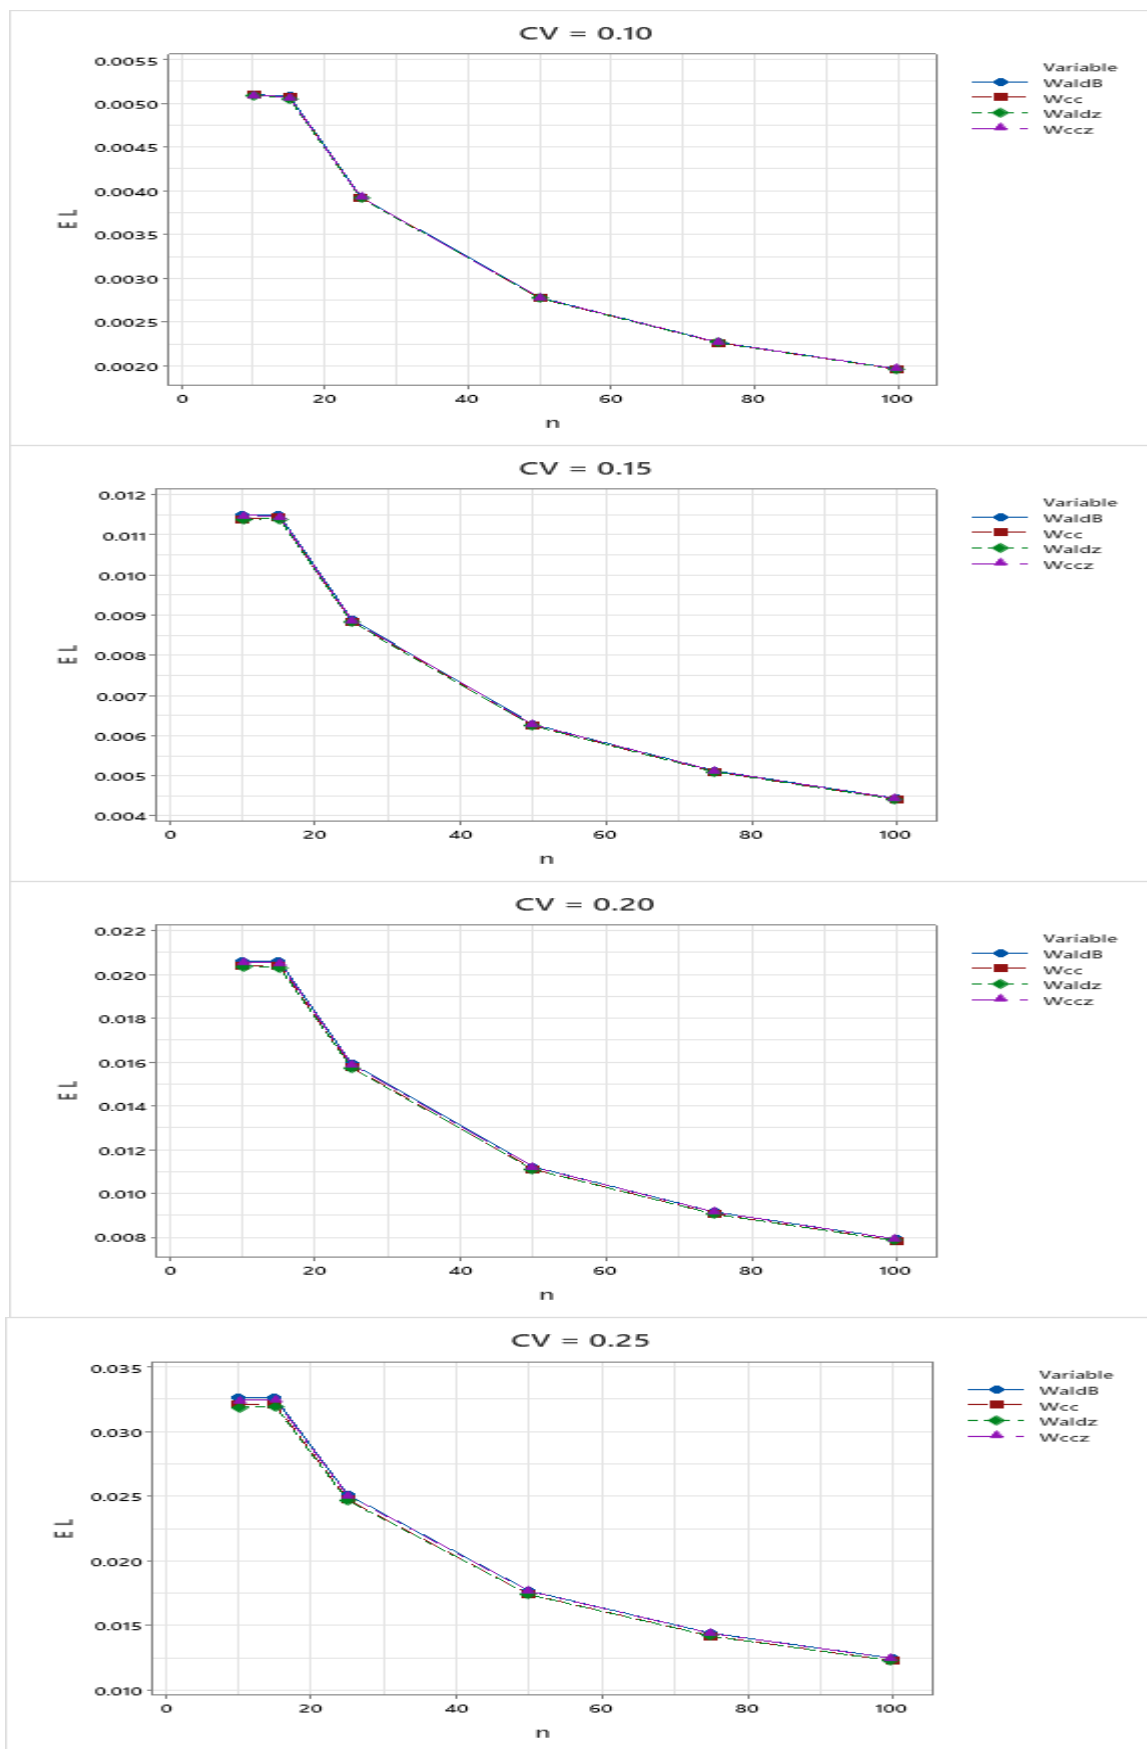 CV = 0.10
0.0055
0.0050
0.0045
0.0040
0.0035
0.0030
0.0025
0.0020
EL
0 20 40 60 80 100
n
Variable
WaldB
Wcc
Waldz
Wccz
CV = 0.15
0.012
0.011
0.010
0.009
0.008
0.007
0.006
0.005
0.004
EL
0 20 40 60 80 100
n
Variable
WaldB
Wcc
Waldz
Wccz
CV = 0.20
0.022
0.020
0.018
0.016
0.014
0.012
0.010
0.008
EL
0 20 40 60 80 100
n
Variable
WaldB
Wcc
Waldz
Wccz
CV = 0.25
0.035
0.030
0.025
0.020
0.015
0.010
EL
0 20 40 60 80 100
n
Variable
WaldB
Wcc
Waldz
Wccz